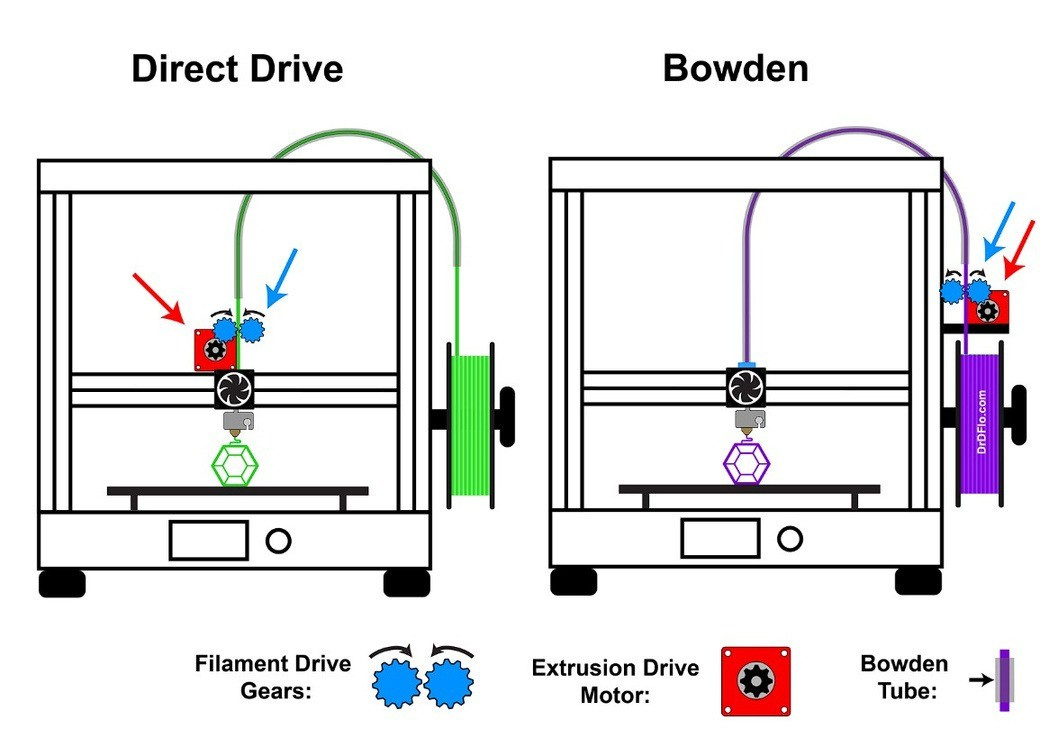 Direct Drive
Bowden
DrDFlo.com
Filament Drive
Gears:
Extrusion Drive
Motor:
Bowden
Tube: